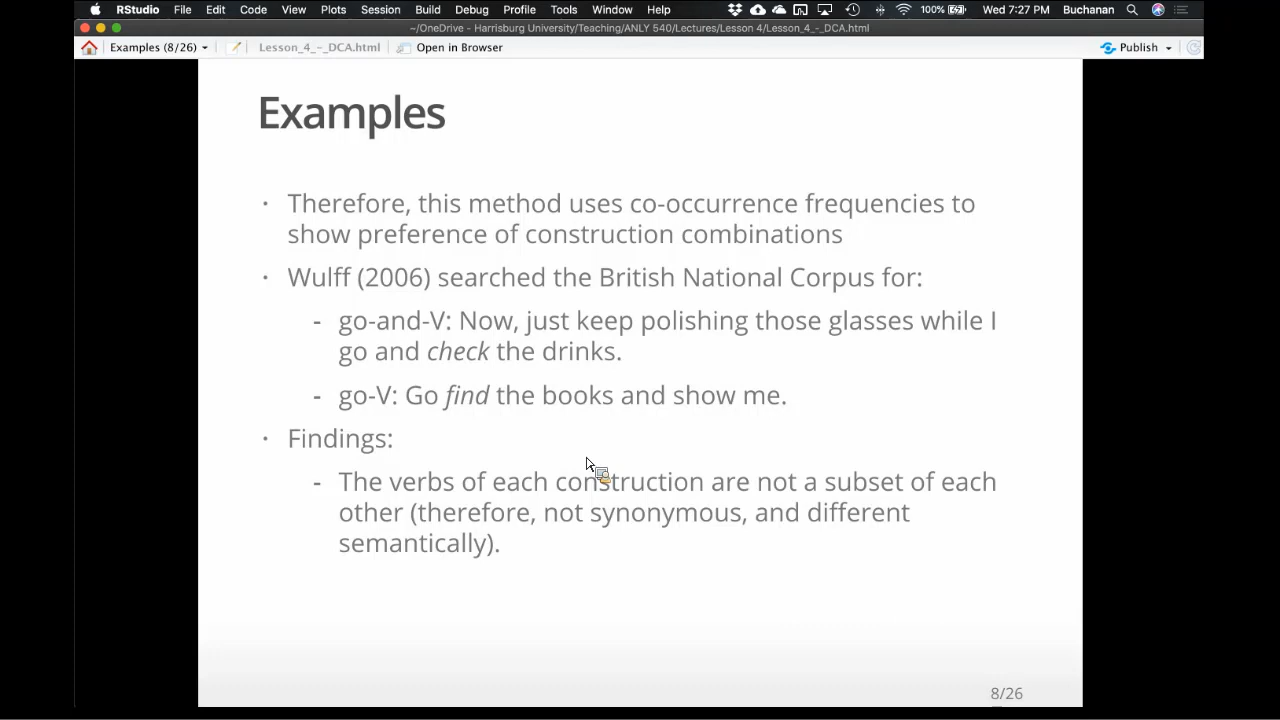 RStudio File Edit Code View Plots Session Build Debug Profile Tools Window Help 100% Wed 7:27 PM Buchanan
~/OneDrive - Harrisburg University/Teaching/ANLY 540/Lectures/Lesson 4/Lesson_4_-_DCA.html
Examples (8/26) Lesson_4_-_DCA.html Open in Browser Publish
Examples
· Therefore, this method uses co-occurrence frequencies to
show preference of construction combinations
· Wulff (2006) searched the British National Corpus for:
- go-and-V: Now, just keep polishing those glasses while I
go and check the drinks.
- go-V: Go find the books and show me.
· Findings:
- The verbs of each construction are not a subset of each
other (therefore, not synonymous, and different
semantically).
8/26